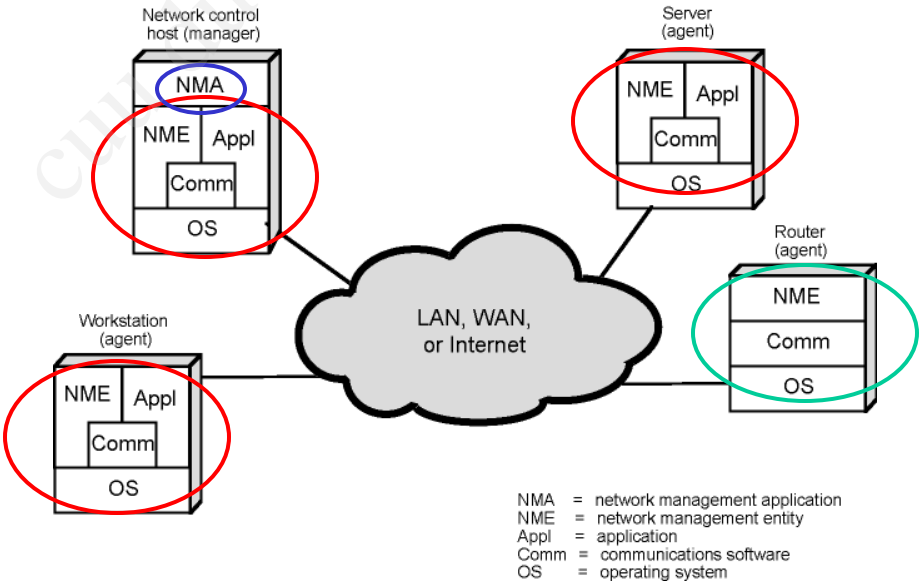 Network control
host (manager)
NMA
NME
Appl
Comm
OS
Server
(agent)
NME
Appl
Comm
OS
Router
(agent)
NME
Comm
OS
LAN, WAN,
or Internet
Workstation
(agent)
NME
Appl
Comm
OS
NMA = network management application
NME = network management entity
Appl = application
Comm = communications software
OS = operating system